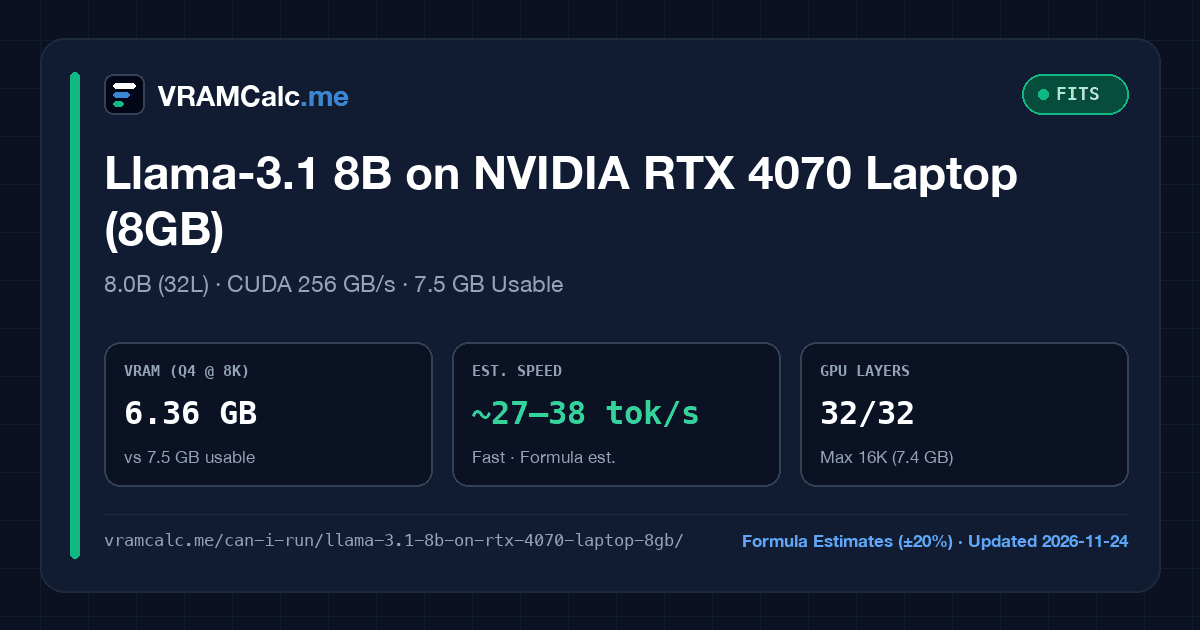 VRAMCalc.me
FITS
Llama-3.1 8B on NVIDIA RTX 4070 Laptop
(8GB)
8.0B (32L) · CUDA 256 GB/s · 7.5 GB Usable
VRAM (Q4 @ 8K)
6.36 GB
vs 7.5 GB usable
EST. SPEED
~27–38 tok/s
Fast · Formula est.
GPU LAYERS
32/32
Max 16K (7.4 GB)
vramcalc.me/can-i-run/llama-3.1-8b-on-rtx-4070-laptop-8gb/
Formula Estimates (±20%) · Updated 2026-11-24